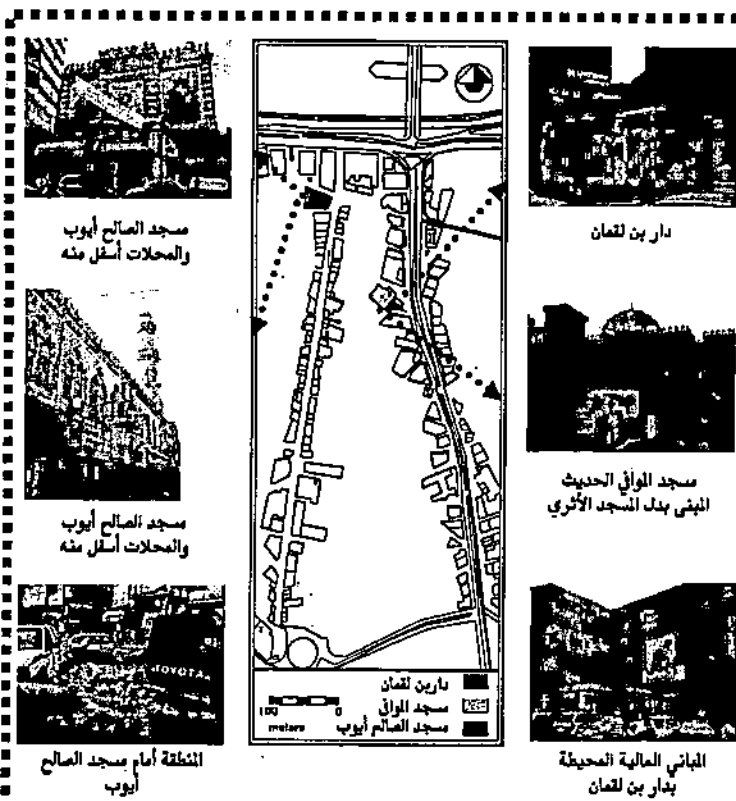 مسجد الصالح أيوب
والمحلات أسفل منه
دار بن لقمان
مسجد الصالح أيوب
والمحلات أسفل منه
مسجد الموافي الحديث
المبنى بدلا المسجد الأثري
TOYOTA
المنطقة أمام مسجد الصالح
أيوب
دار بن لقمان
مسجد الموافي
مسجد الصالح أيوب
100 0
meters
المباني العالية المحيطة
بدار بن لقمان